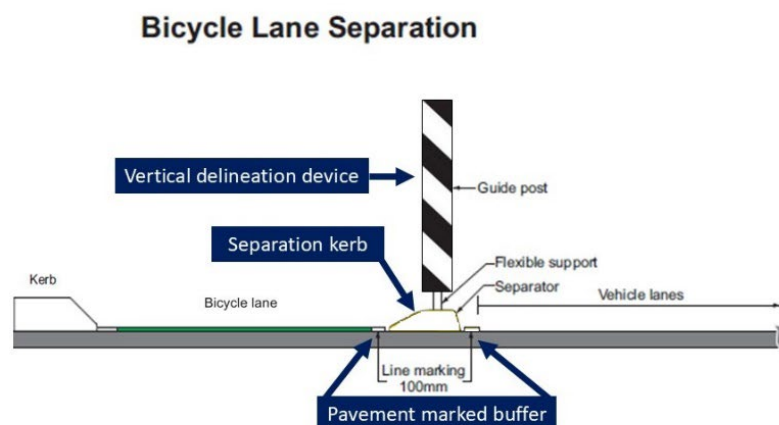 Bicycle Lane Separation
Vertical delineation device
Guide post
Separation kerb
Flexible support
Separator
Kerb
Bicycle lane
Vehicle lanes
Line marking
100mm
Pavement marked buffer